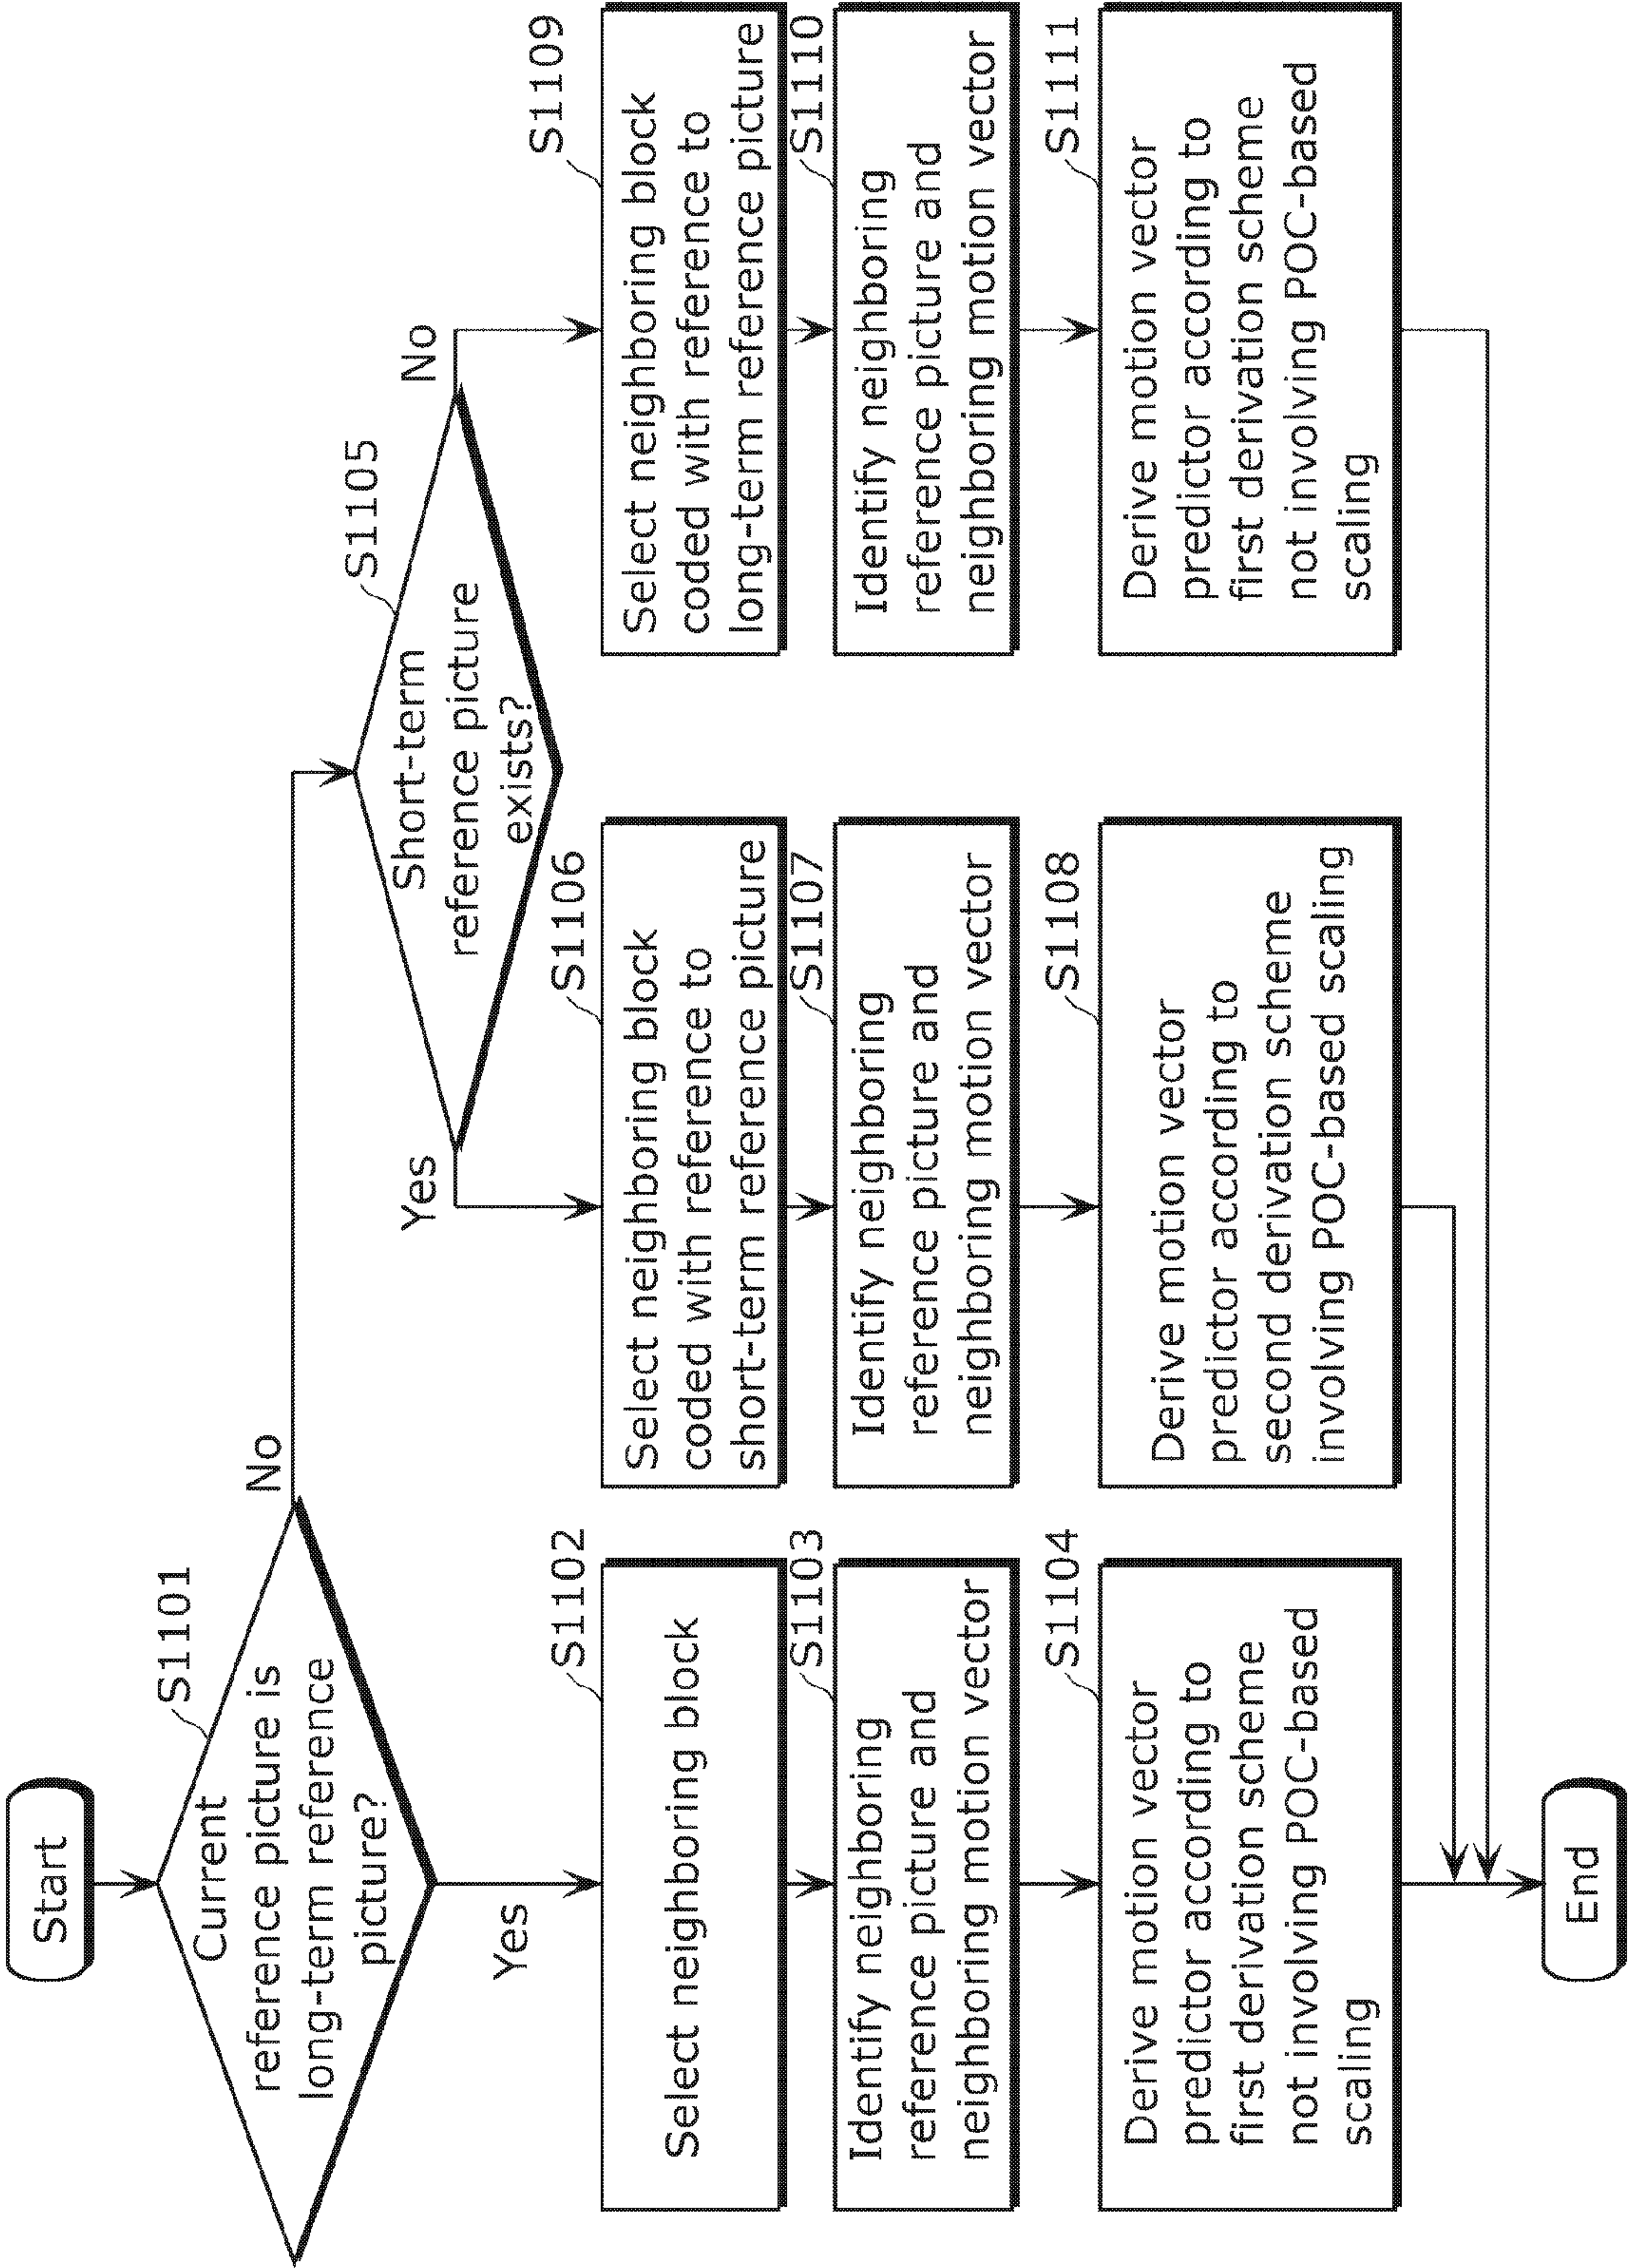 Start
S1101
Current
reference picture is
long-term reference
picture?
No
Yes
S1105
Short-term
reference picture
exists?
Yes
No
S1102
Select neighboring block
S1103
Identify neighboring
reference picture and
neighboring motion vector
S1104
Derive motion vector
predictor according to
first derivation scheme
not involving POC-based
scaling
S1106
Select neighboring block
coded with reference to
short-term reference picture
S1107
Identify neighboring
reference picture and
neighboring motion vector
S1108
Derive motion vector
predictor according to
second derivation scheme
involving POC-based scaling
S1109
Select neighboring block
coded with reference to
long-term reference picture
S1110
Identify neighboring
reference picture and
neighboring motion vector
S1111
Derive motion vector
predictor according to
first derivation scheme
not involving POC-based
scaling
End